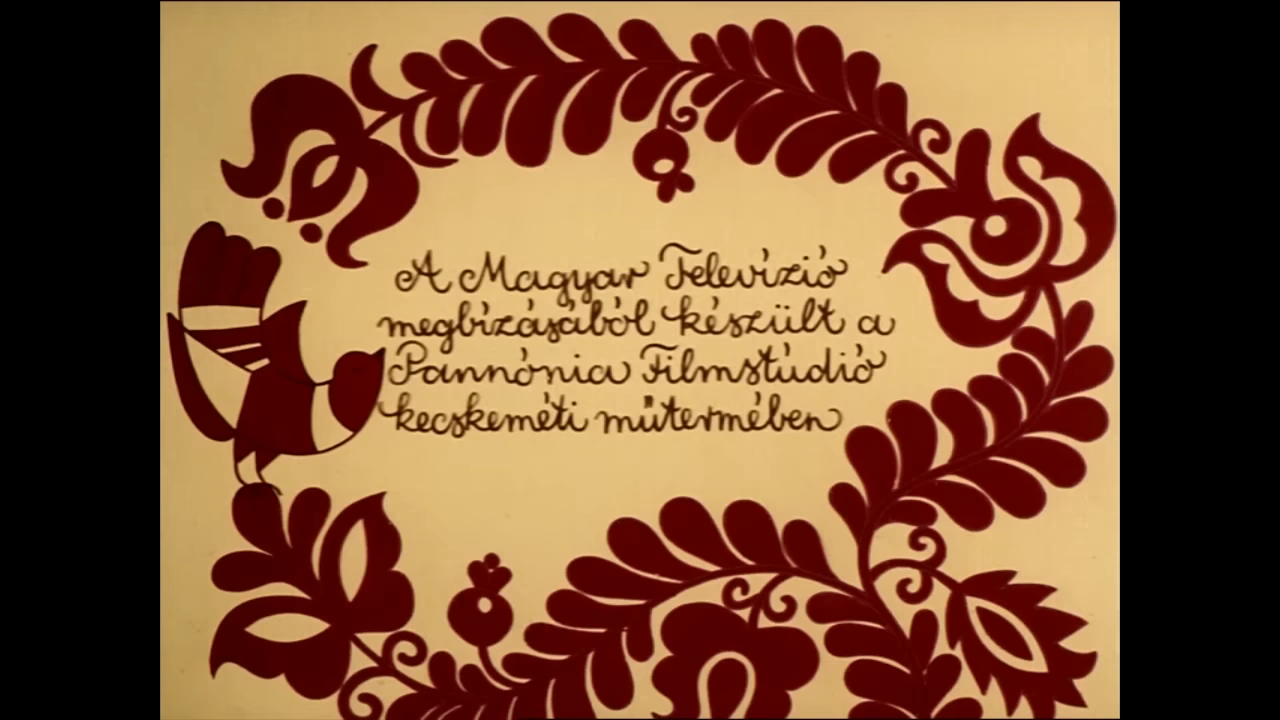 A Magyar Televízió
megbízásából készült a
Pannónia Filmstúdió
kecskeméti műtermében